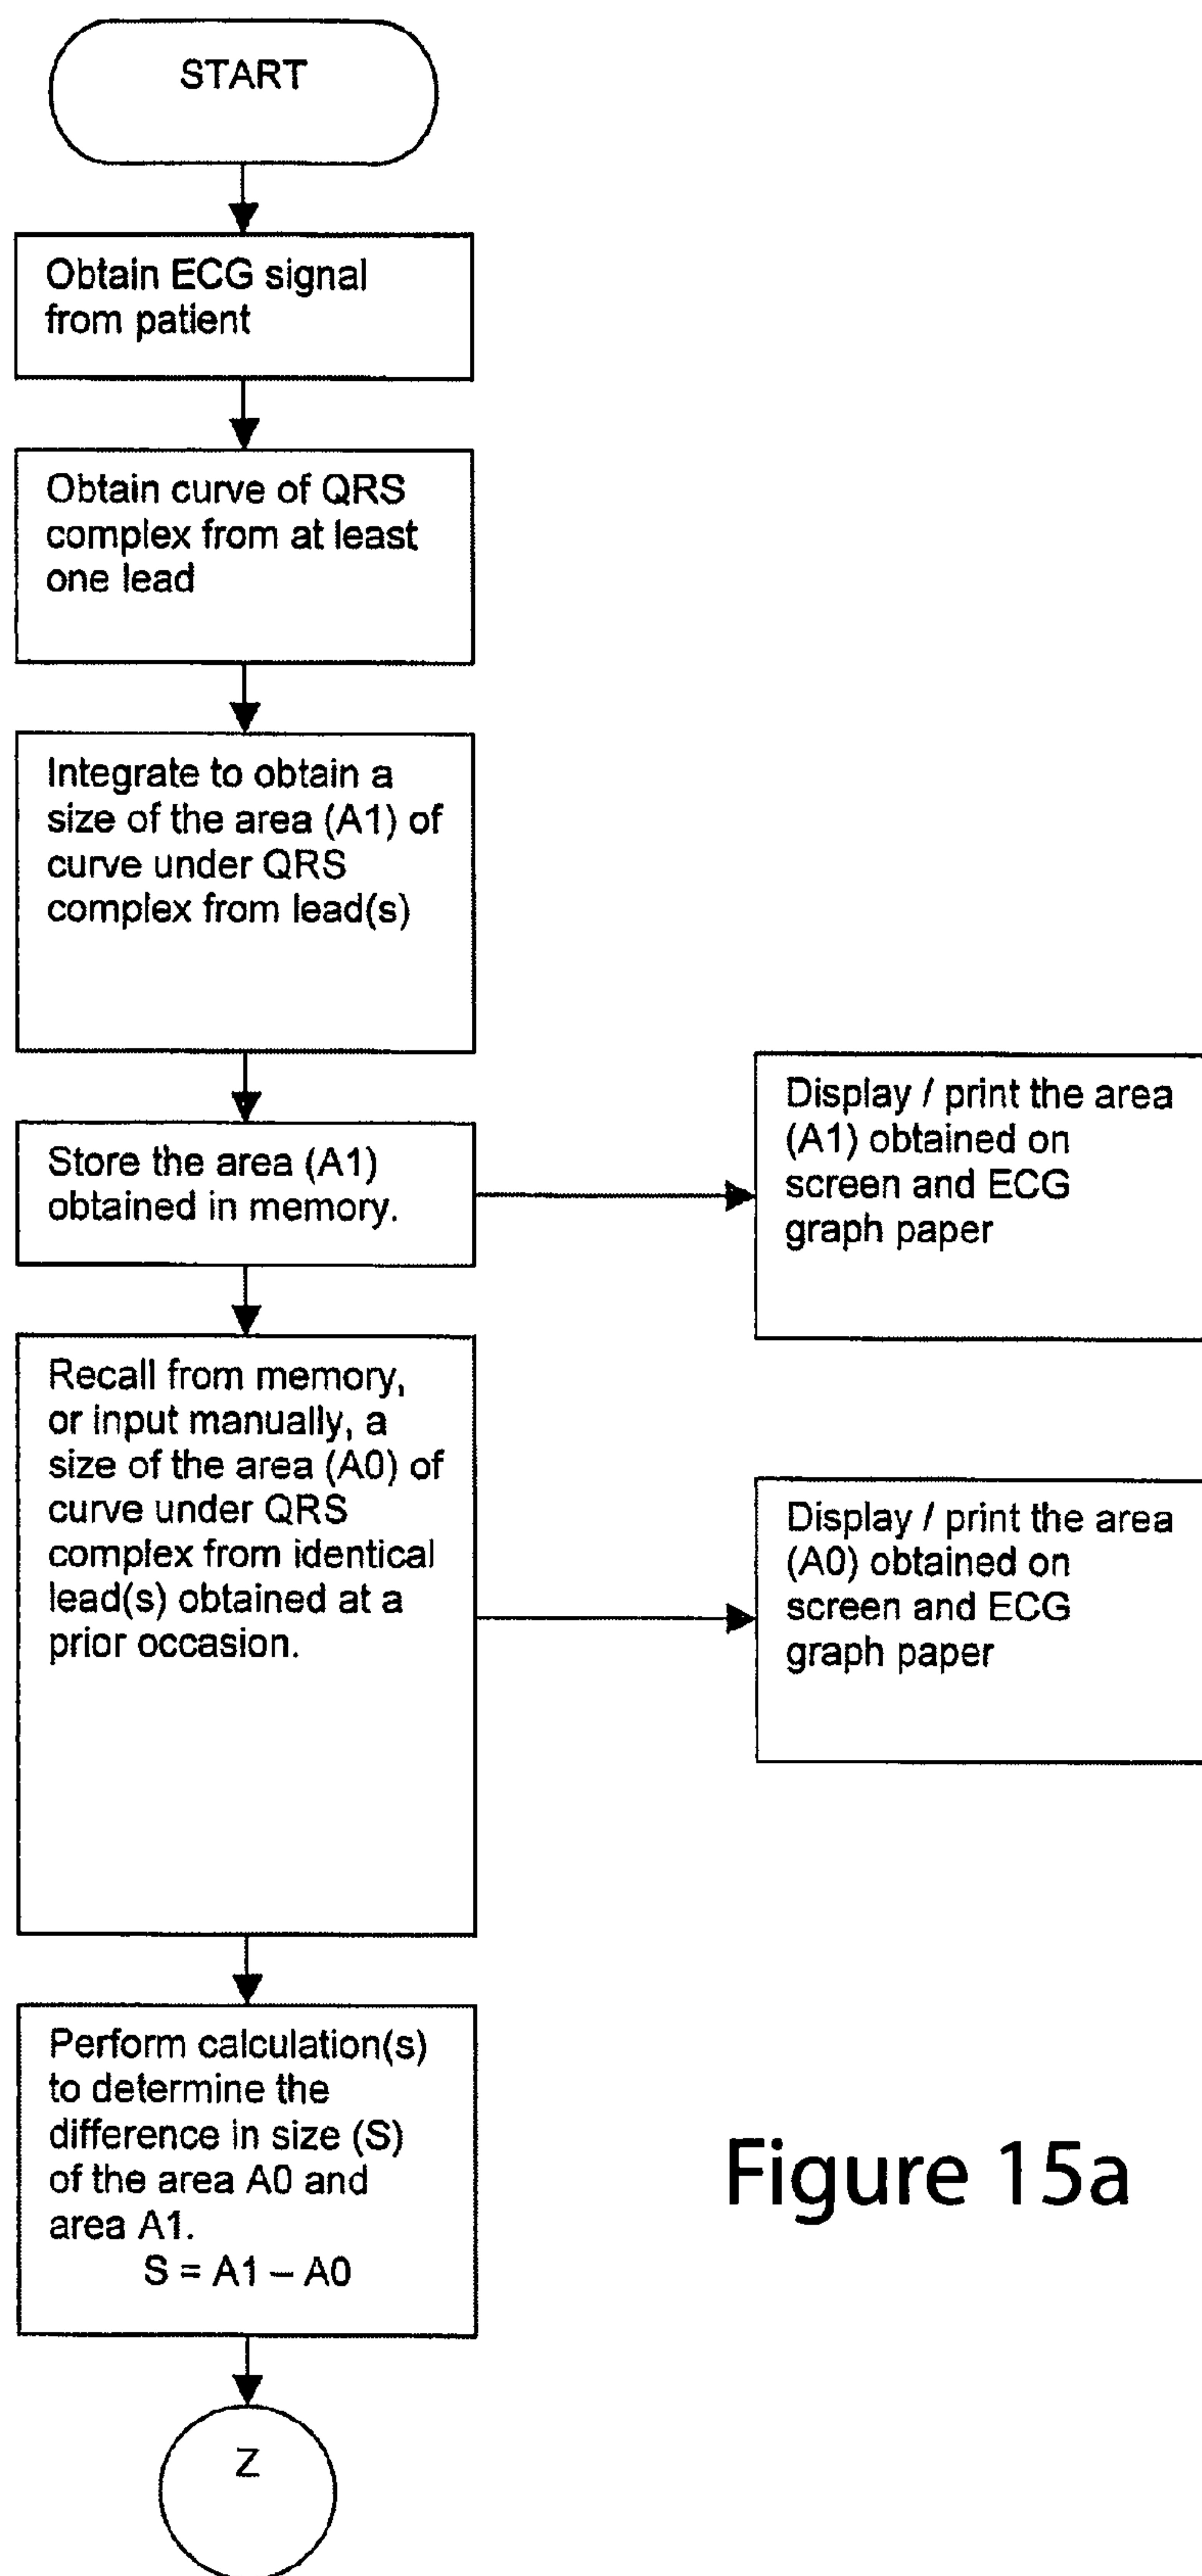 START
Obtain ECG signal
from patient
Obtain curve of QRS
complex from at least
one lead
Integrate to obtain a
size of the area (A1) of
curve under QRS
complex from lead(s)
Store the area (A1)
obtained in memory.
Display / print the area
(A1) obtained on
screen and ECG
graph paper
Recall from memory,
or input manually, a
size of the area (A0) of
curve under QRS
complex from identical
lead(s) obtained at a
prior occasion.
Display / print the area
(A0) obtained on
screen and ECG
graph paper
Perform calculation(s)
to determine the
difference in size (S)
of the area A0 and
area A1.
S = A1 – A0
Z
Figure 15a